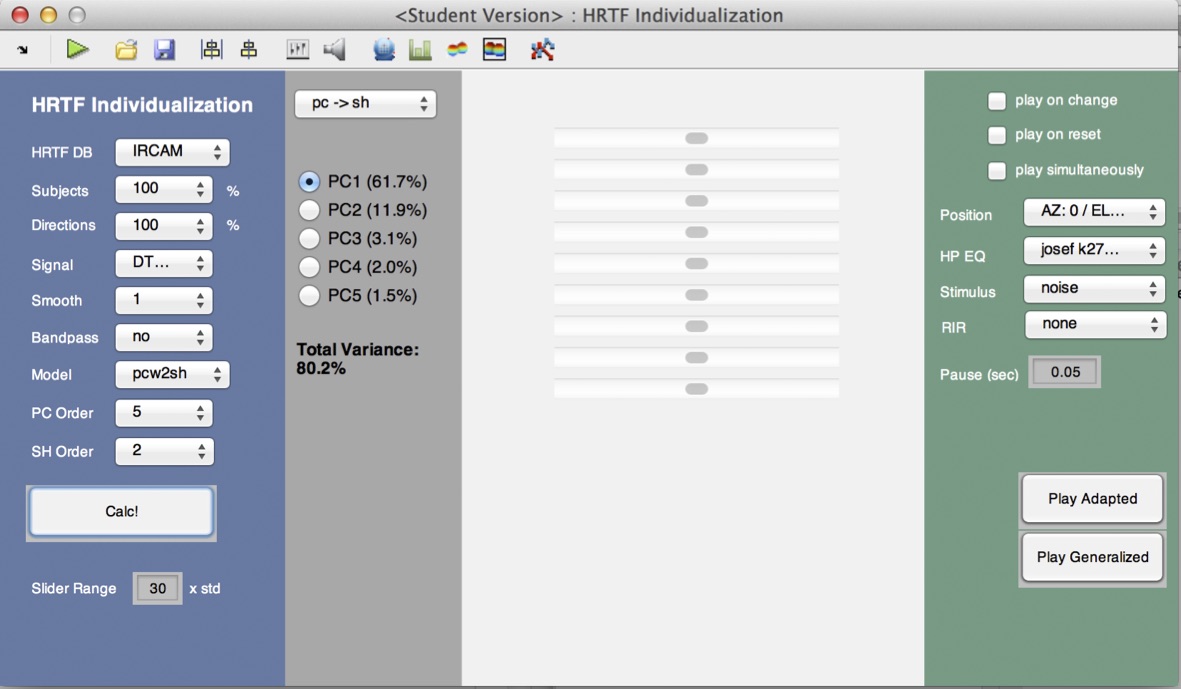 <Student Version> : HRTF Individualization
HRTF Individualization
HRTF DB IRCAM
Subjects 100 %
Directions 100 %
Signal DT...
Smooth 1
Bandpass no
Model pcw2sh
PC Order 5
SH Order 2
Calc!
Slider Range 30 x std
pc -> sh
PC1 (61.7%)
PC2 (11.9%)
PC3 (3.1%)
PC4 (2.0%)
PC5 (1.5%)
Total Variance:
80.2%
play on change
play on reset
play simultaneously
Position AZ: 0 / EL...
HP EQ josef k27...
Stimulus noise
RIR none
Pause (sec) 0.05
Play Adapted
Play Generalized